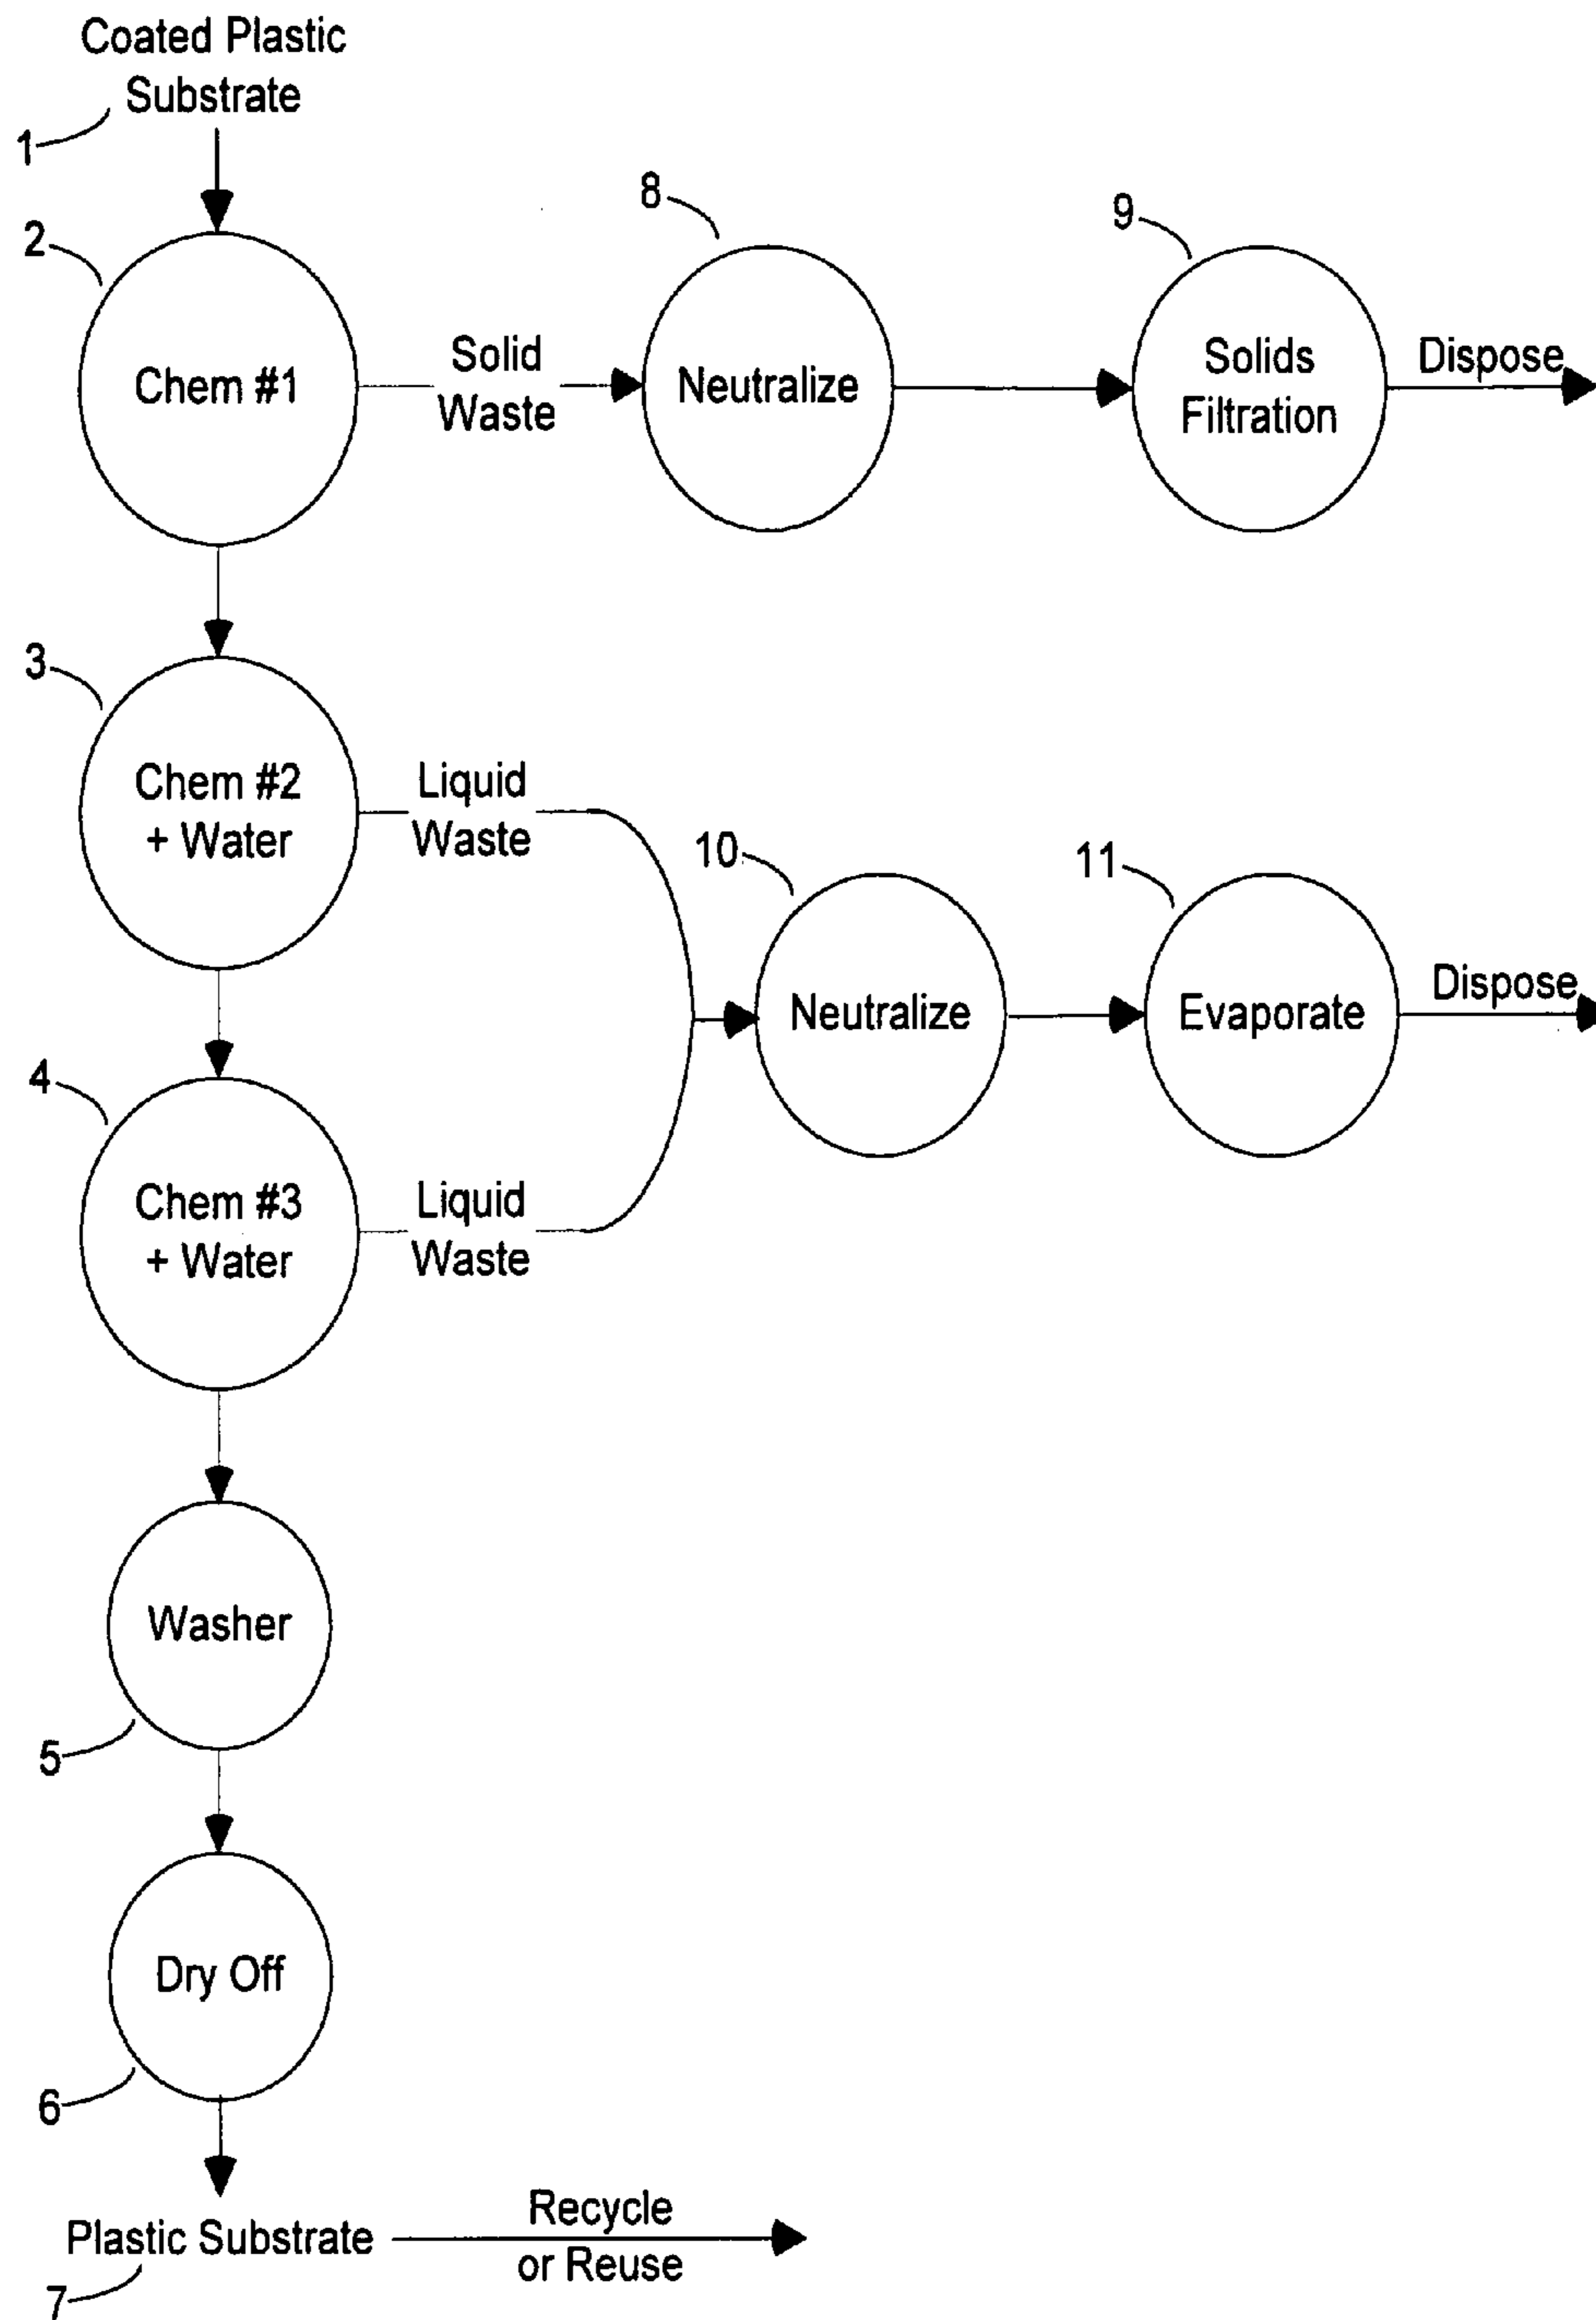 Coated Plastic
Substrate
1
2
Chem #1
Solid
Waste
8
Neutralize
9
Solids
Filtration
Dispose
3
Chem #2
+ Water
Liquid
Waste
10
Neutralize
11
Evaporate
Dispose
4
Chem #3
+ Water
Liquid
Waste
Washer
5
Dry Off
6
Plastic Substrate
7
Recycle
or Reuse